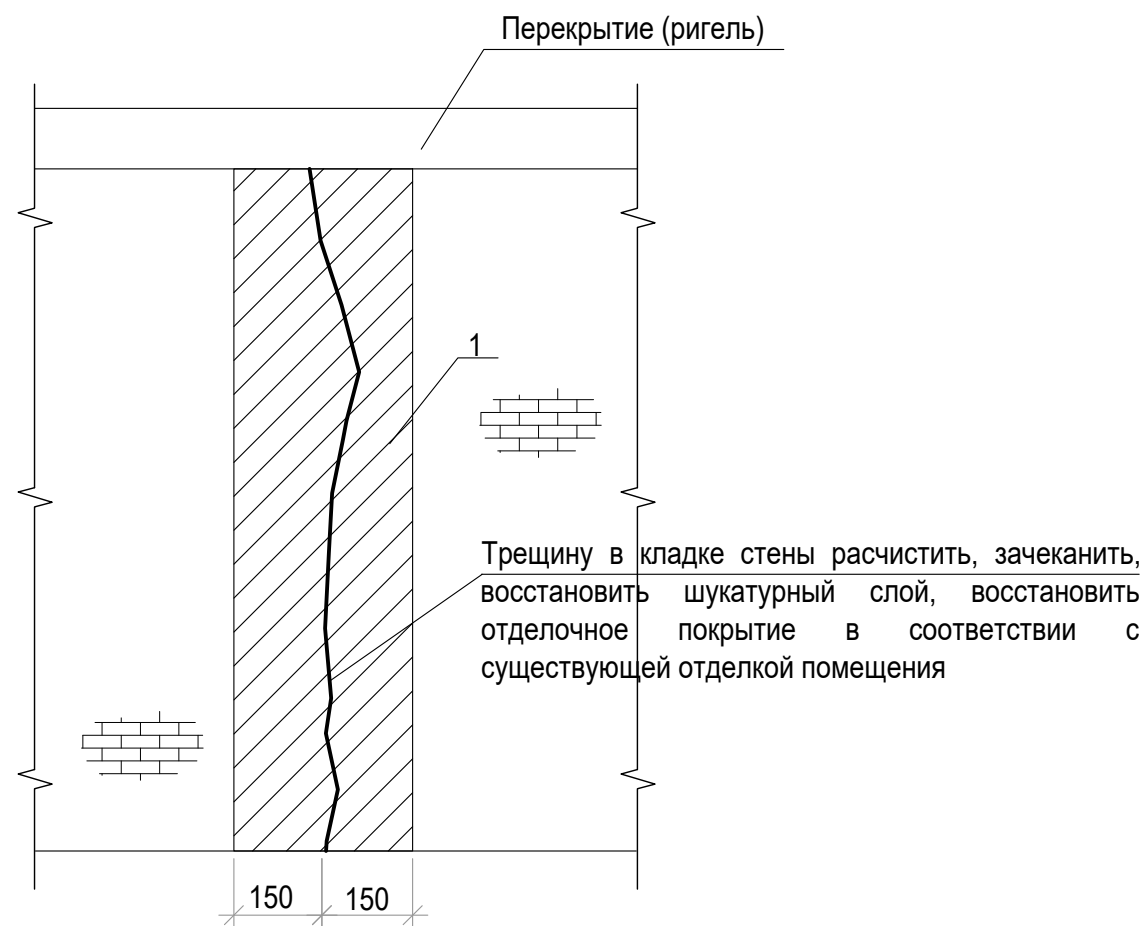 Перекрытие (ригель)
1
Трещину в кладке стены расчистить, зачеканить,
восстановить шукатурный слой, восстановить
отделочное покрытие в соответствии с
существующей отделкой помещения
150 150